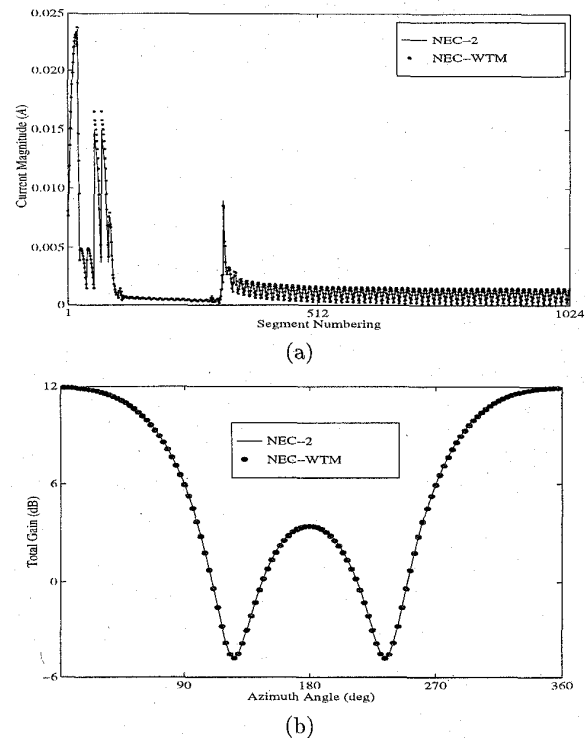 0.025
0.020
0.015
0.010
0.005
0
Current Magnitude (A)
NEC-2
NEC-WTM
1
512
1024
Segment Numbering
(a)
12
6
0
-6
Total Gain (dB)
NEC-2
NEC-WTM
90
180
270
360
Azimuth Angle (deg)
(b)